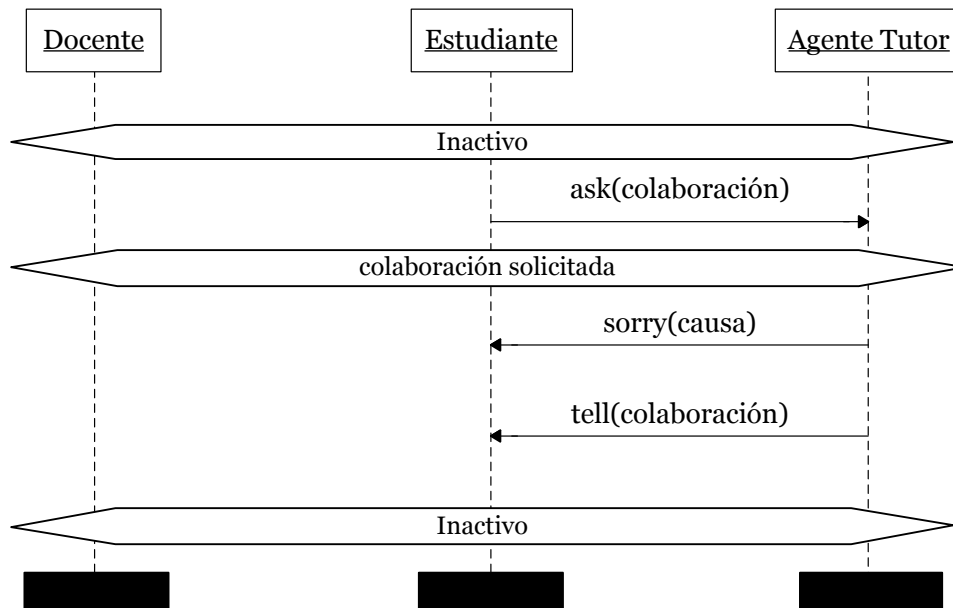 Docente
Estudiante
Agente Tutor
Inactivo
ask(colaboración)
colaboración solicitada
sorry(causa)
tell(colaboración)
Inactivo